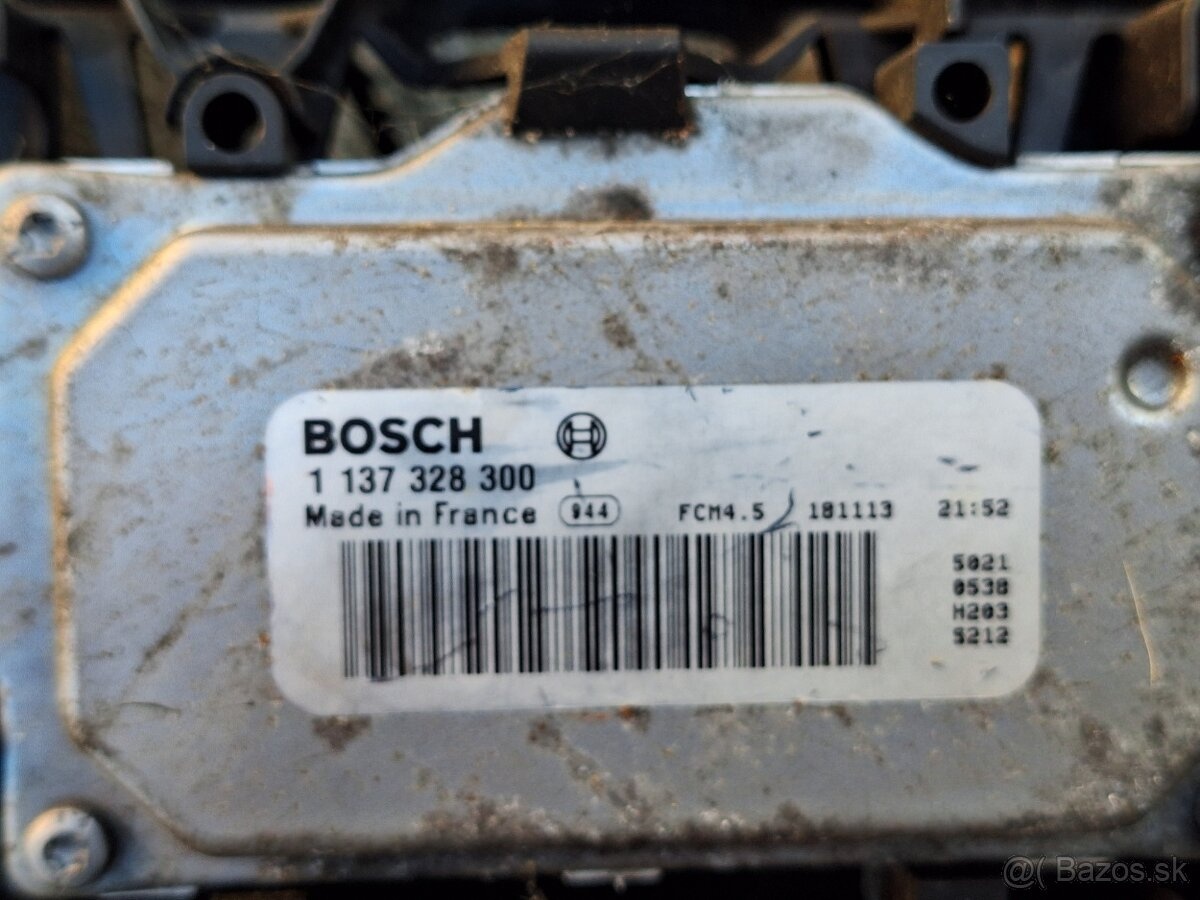 BOSCH
1 137 328 300
Made in France 944 FCM4.5 181113 21:52
5021
0538
H203
5212
@( Bazos.sk